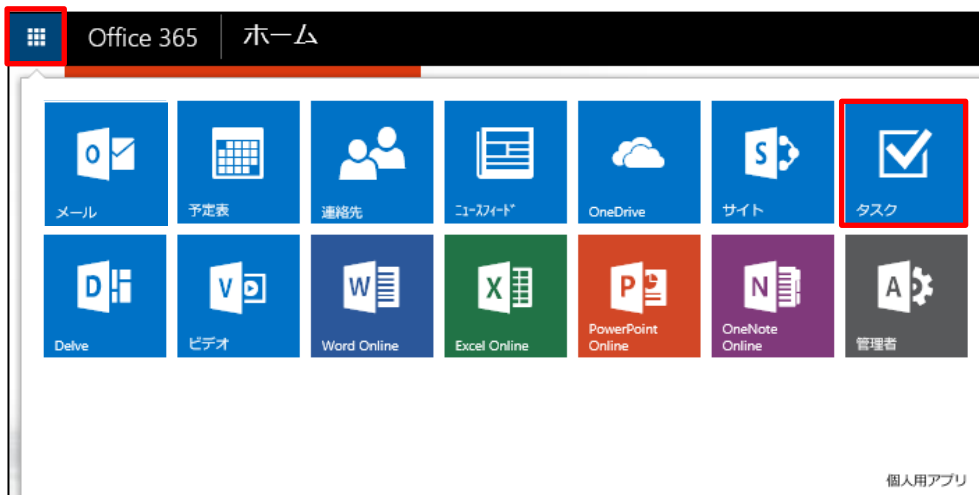 Office 365 ホーム
メール 予定表 連絡先 ﾆｭｰｽﾌｨｰﾄﾞ OneDrive サイト タスク
Delve ビデオ Word Online Excel Online PowerPoint Online OneNote Online 管理者
個人用アプリ